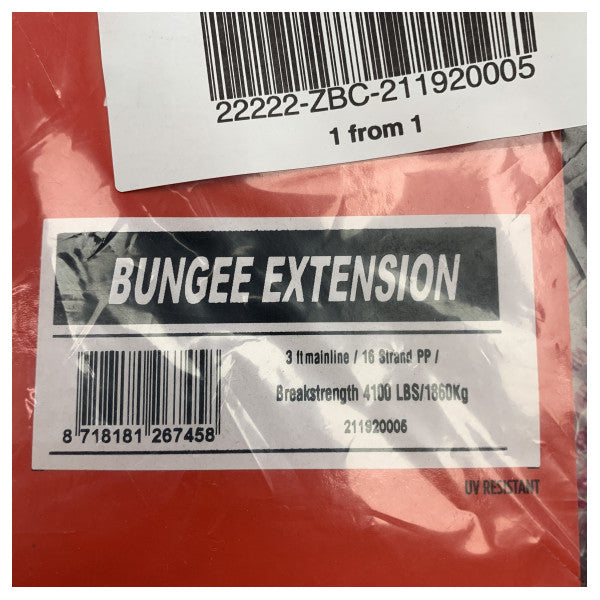 22222-ZBC-211920005
1 from 1
BUNGEE EXTENSION
3 ft mainline / 16 Strand PP /
Breakstrength 4100 LBS/1860Kg
211920005
8 718181 267458
UV RESISTANT